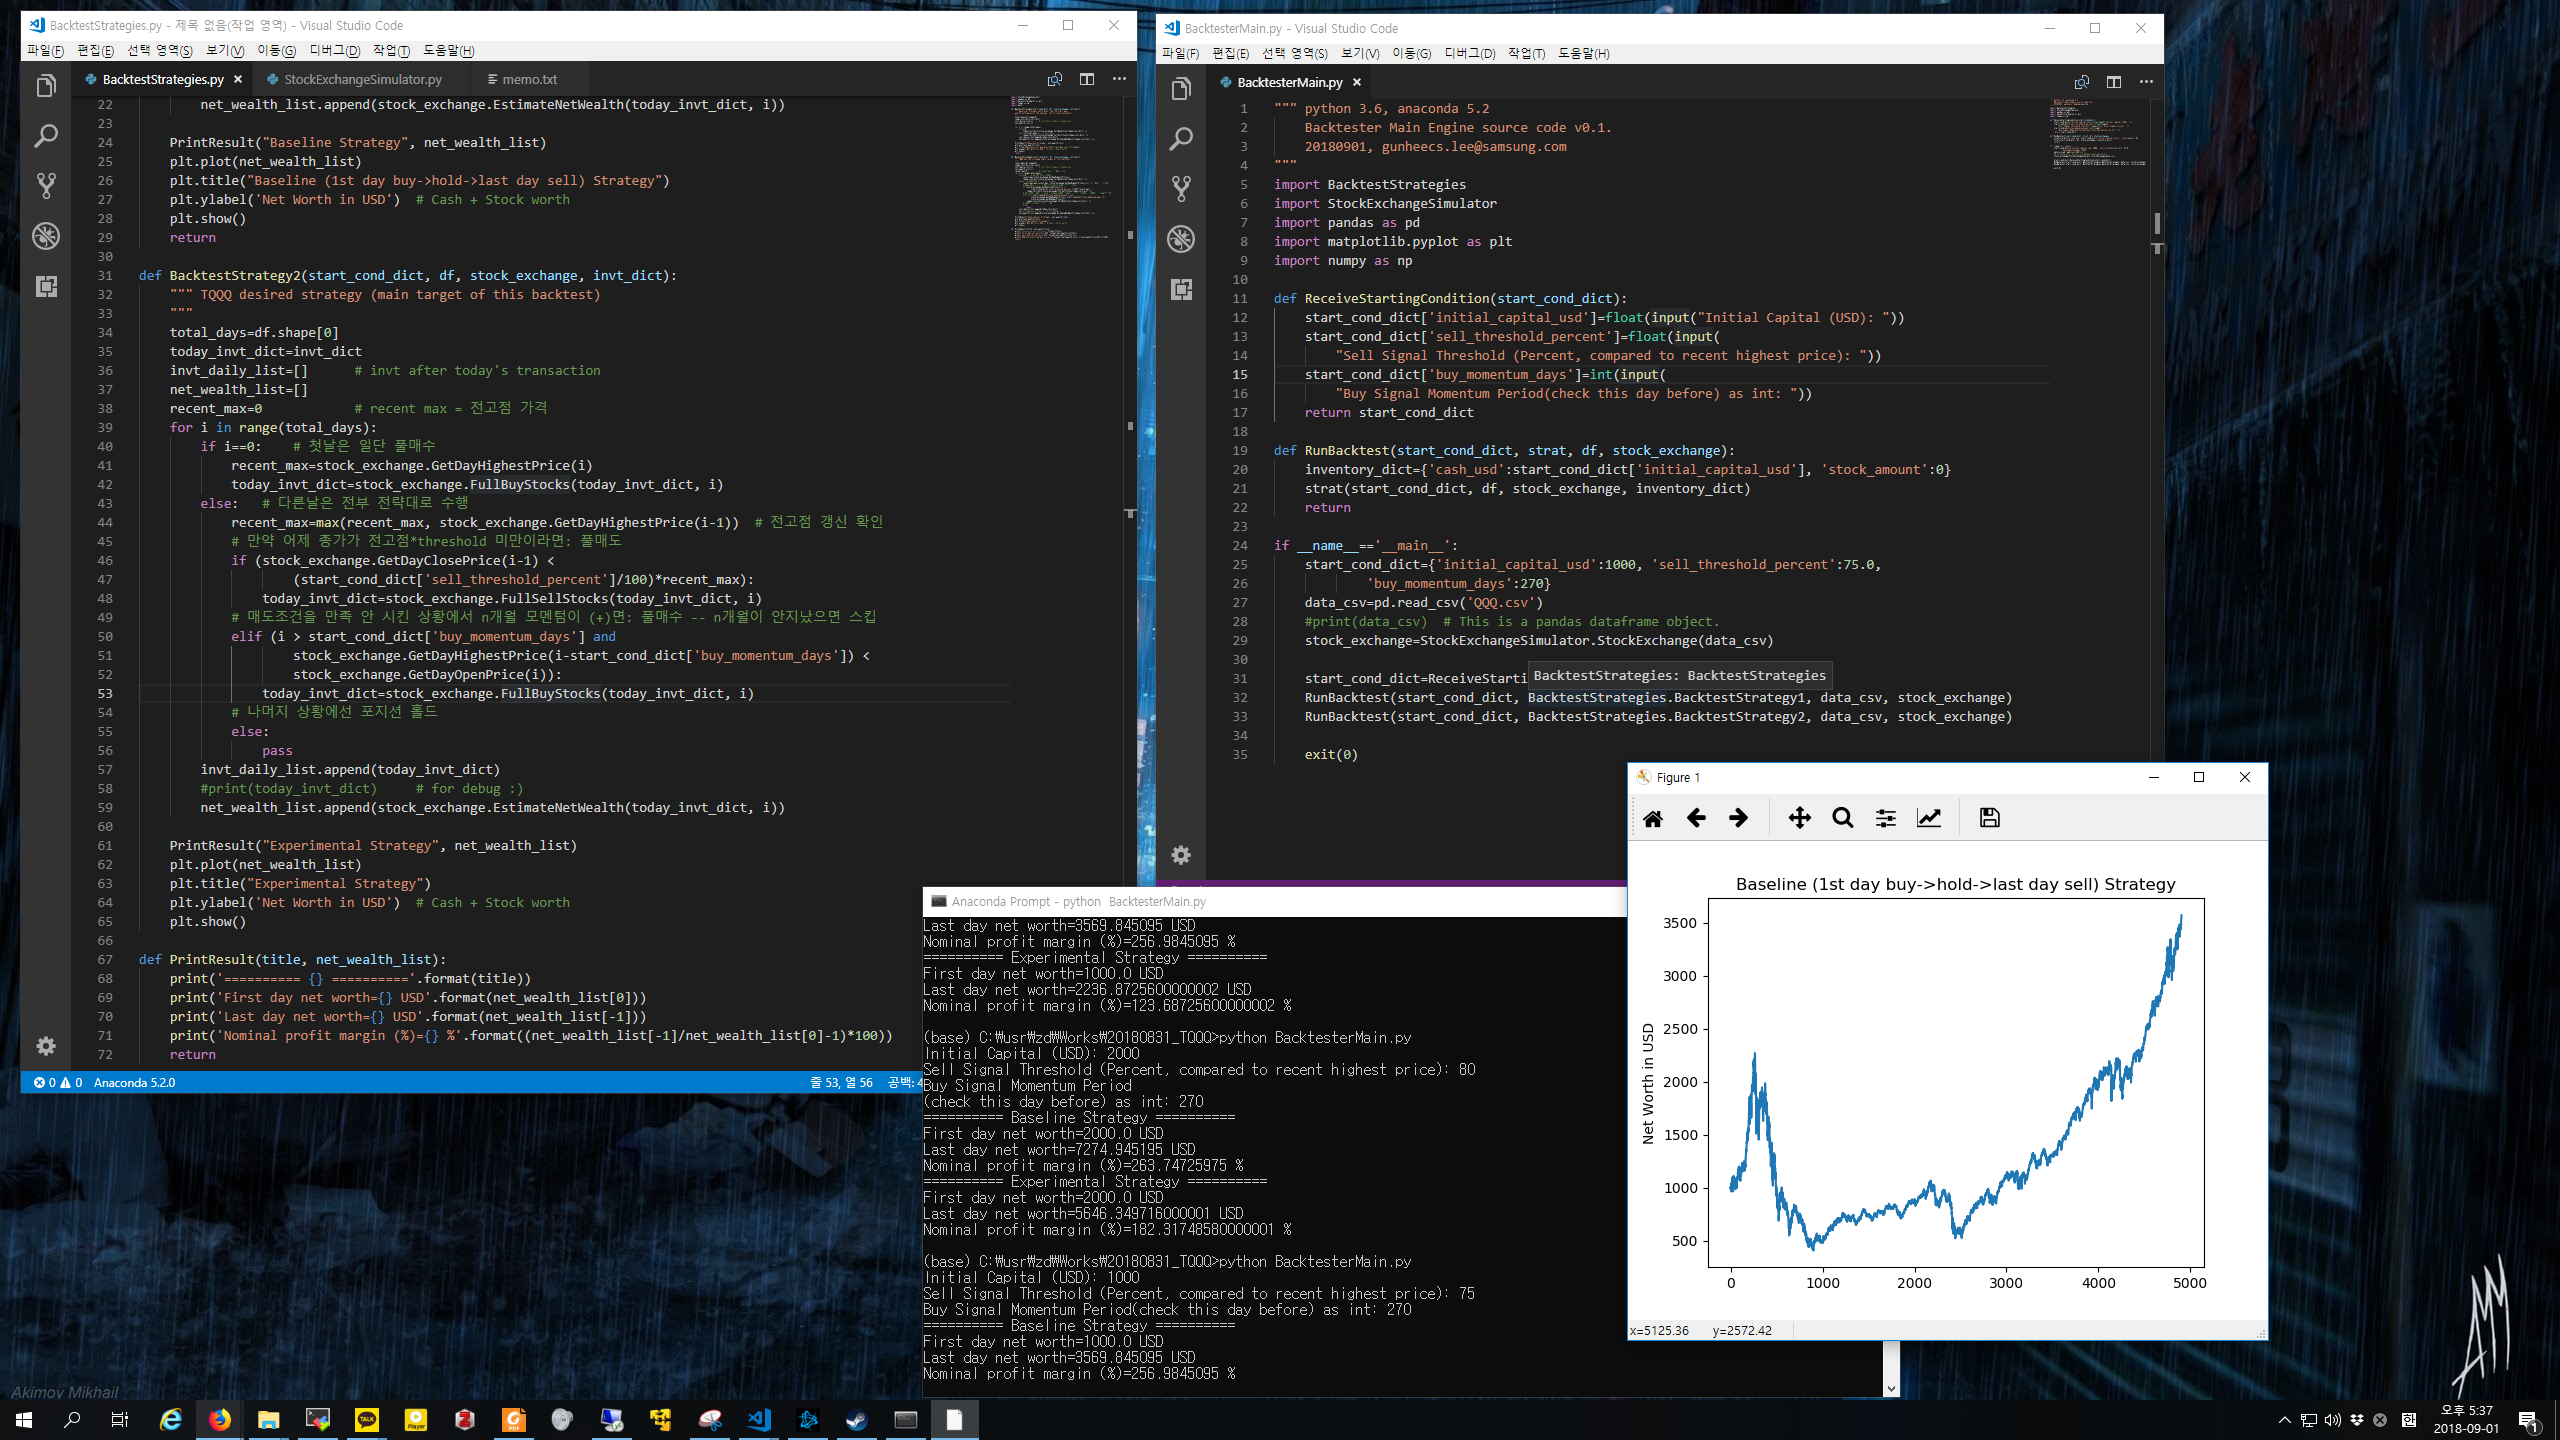 BacktestStrategies.py - 제목 없음(작업 영역) - Visual Studio Code
파일(F) 편집(E) 선택 영역(S) 보기(V) 이동(G) 디버그(D) 작업(T) 도움말(H)
BacktestStrategies.py × StockExchangeSimulator.py memo.txt
22 net_wealth_list.append(stock_exchange.EstimateNetWealth(today_invt_dict, i))
23
24 PrintResult("Baseline Strategy", net_wealth_list)
25 plt.plot(net_wealth_list)
26 plt.title("Baseline (1st day buy->hold->last day sell) Strategy")
27 plt.ylabel('Net Worth in USD')  # Cash + Stock worth
28 plt.show()
29 return
30
31 def BacktestStrategy2(start_cond_dict, df, stock_exchange, invt_dict):
32 """ TQQQ desired strategy (main target of this backtest)
33 """
34 total_days=df.shape[0]
35 today_invt_dict=invt_dict
36 invt_daily_list=[]      # invt after today's transaction
37 net_wealth_list=[]
38 recent_max=0            # recent max = 전고점 가격
39 for i in range(total_days):
40 if i==0:    # 첫날은 일단 풀매수
41 recent_max=stock_exchange.GetDayHighestPrice(i)
42 today_invt_dict=stock_exchange.FullBuyStocks(today_invt_dict, i)
43 else:   # 다른날은 전부 전략대로 수행
44 recent_max=max(recent_max, stock_exchange.GetDayHighestPrice(i-1))  # 전고점 갱신 확인
45 # 만약 어제 종가가 전고점*threshold 미만이라면: 풀매도
46 if (stock_exchange.GetDayClosePrice(i-1) <
47 (start_cond_dict['sell_threshold_percent']/100)*recent_max):
48 today_invt_dict=stock_exchange.FullSellStocks(today_invt_dict, i)
49 # 매도조건을 만족 안 시킨 상황에서 n개월 모멘텀이 (+)면: 풀매수 -- n개월이 안지났으면 스킵
50 elif (i > start_cond_dict['buy_momentum_days'] and
51 stock_exchange.GetDayHighestPrice(i-start_cond_dict['buy_momentum_days']) <
52 stock_exchange.GetDayOpenPrice(i)):
53 today_invt_dict=stock_exchange.FullBuyStocks(today_invt_dict, i)
54 # 나머지 상황에선 포지션 홀드
55 else:
56 pass
57 invt_daily_list.append(today_invt_dict)
58 #print(today_invt_dict)     # for debug :)
59 net_wealth_list.append(stock_exchange.EstimateNetWealth(today_invt_dict, i))
60
61 PrintResult("Experimental Strategy", net_wealth_list)
62 plt.plot(net_wealth_list)
63 plt.title("Experimental Strategy")
64 plt.ylabel('Net Worth in USD')  # Cash + Stock worth
65 plt.show()
66
67 def PrintResult(title, net_wealth_list):
68 print('========== {} =========='.format(title))
69 print('First day net worth={} USD'.format(net_wealth_list[0]))
70 print('Last day net worth={} USD'.format(net_wealth_list[-1]))
71 print('Nominal profit margin (%)={} %'.format((net_wealth_list[-1]/net_wealth_list[0]-1)*100))
72 return
0 0 Anaconda 5.2.0 줄 53, 열 56 공백: 4
BacktesterMain.py - Visual Studio Code
파일(F) 편집(E) 선택 영역(S) 보기(V) 이동(G) 디버그(D) 작업(T) 도움말(H)
BacktesterMain.py ×
1 """ python 3.6, anaconda 5.2
2 Backtester Main Engine source code v0.1.
3 20180901, gunheecs.lee@samsung.com
4 """
5 import BacktestStrategies
6 import StockExchangeSimulator
7 import pandas as pd
8 import matplotlib.pyplot as plt
9 import numpy as np
10
11 def ReceiveStartingCondition(start_cond_dict):
12 start_cond_dict['initial_capital_usd']=float(input("Initial Capital (USD): "))
13 start_cond_dict['sell_threshold_percent']=float(input(
14 "Sell Signal Threshold (Percent, compared to recent highest price): "))
15 start_cond_dict['buy_momentum_days']=int(input(
16 "Buy Signal Momentum Period(check this day before) as int: "))
17 return start_cond_dict
18
19 def RunBacktest(start_cond_dict, strat, df, stock_exchange):
20 inventory_dict={'cash_usd':start_cond_dict['initial_capital_usd'], 'stock_amount':0}
21 strat(start_cond_dict, df, stock_exchange, inventory_dict)
22 return
23
24 if __name__=='__main__':
25 start_cond_dict={'initial_capital_usd':1000, 'sell_threshold_percent':75.0,
26 'buy_momentum_days':270}
27 data_csv=pd.read_csv('QQQ.csv')
28 #print(data_csv)  # This is a pandas dataframe object.
29 stock_exchange=StockExchangeSimulator.StockExchange(data_csv)
30
31 start_cond_dict=ReceiveStarti
BacktestStrategies: BacktestStrategies
32 RunBacktest(start_cond_dict, BacktestStrategies.BacktestStrategy1, data_csv, stock_exchange)
33 RunBacktest(start_cond_dict, BacktestStrategies.BacktestStrategy2, data_csv, stock_exchange)
34
35 exit(0)
Anaconda Prompt - python  BacktesterMain.py
Last day net worth=3569.845095 USD
Nominal profit margin (%)=256.9845095 %
========== Experimental Strategy ==========
First day net worth=1000.0 USD
Last day net worth=2236.8725600000002 USD
Nominal profit margin (%)=123.68725600000002 %
(base) C:\usr\zd\Works\20180831_TQQQ>python BacktesterMain.py
Initial Capital (USD): 2000
Sell Signal Threshold (Percent, compared to recent highest price): 80
Buy Signal Momentum Period
(check this day before) as int: 270
========== Baseline Strategy ==========
First day net worth=2000.0 USD
Last day net worth=7274.945195 USD
Nominal profit margin (%)=263.74725975 %
========== Experimental Strategy ==========
First day net worth=2000.0 USD
Last day net worth=5646.349716000001 USD
Nominal profit margin (%)=182.31748580000001 %
(base) C:\usr\zd\Works\20180831_TQQQ>python BacktesterMain.py
Initial Capital (USD): 1000
Sell Signal Threshold (Percent, compared to recent highest price): 75
Buy Signal Momentum Period(check this day before) as int: 270
========== Baseline Strategy ==========
First day net worth=1000.0 USD
Last day net worth=3569.845095 USD
Nominal profit margin (%)=256.9845095 %
Figure 1
Baseline (1st day buy->hold->last day sell) Strategy
Net Worth in USD
3500
3000
2500
2000
1500
1000
500
0 1000 2000 3000 4000 5000
x=5125.36 y=2572.42
Akimov Mikhail
TALK
Player
한
오후 5:37
2018-09-01
1